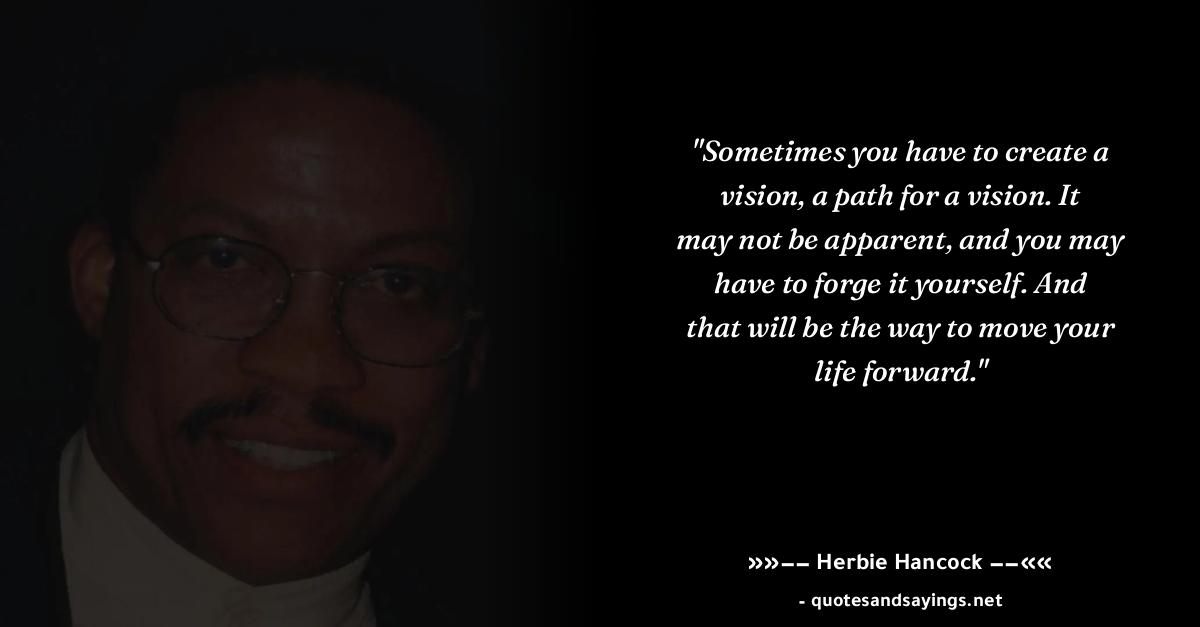 "Sometimes you have to create a
vision, a path for a vision. It
may not be apparent, and you may
have to forge it yourself. And
that will be the way to move your
life forward."
»»−− Herbie Hancock −−««
- quotesandsayings.net